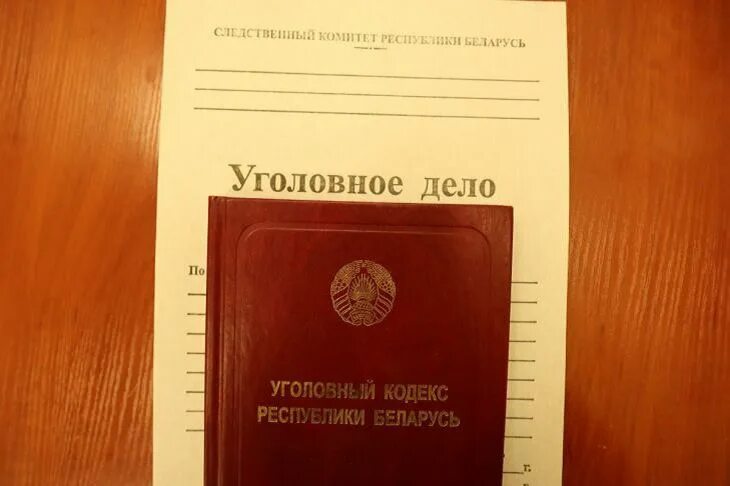 СЛЕДСТВЕННЫЙ КОМИТЕТ РЕСПУБЛИКИ БЕЛАРУСЬ
Уголовное дело
По
УГОЛОВНЫЙ КОДЕКС
РЕСПУБЛИКИ БЕЛАРУСЬ
г.